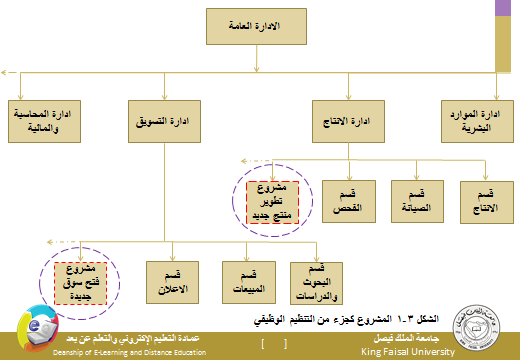 الادارة العامة
ادارة الموارد
البشرية
ادارة الانتاج
ادارة التسويق
ادارة المحاسبة
والمالية
قسم
الانتاج
قسم
الصيانة
قسم
الفحص
مشروع
تطوير
منتج جديد
قسم
البحوث
والدراسات
قسم
المبيعات
قسم
الاعلان
مشروع
فتح سوق
جديدة
الشكل ٣-١ المشروع كجزء من التنظيم الوظيفي
جامعة الملك فيصل
King Faisal University
[ ]
عمادة التعليم الإلكتروني والتعلم عن بعد
Deanship of E-Learning and Distance Education